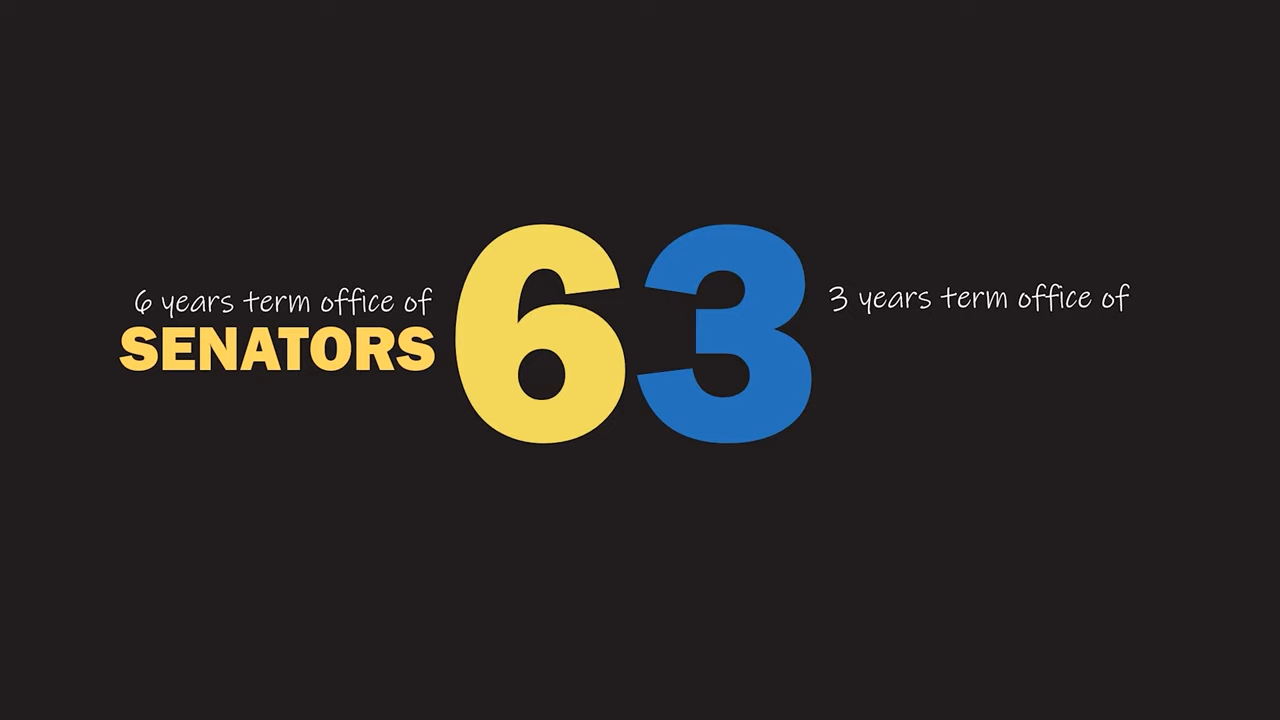 6 years term office of
SENATORS
63
3 years term office of